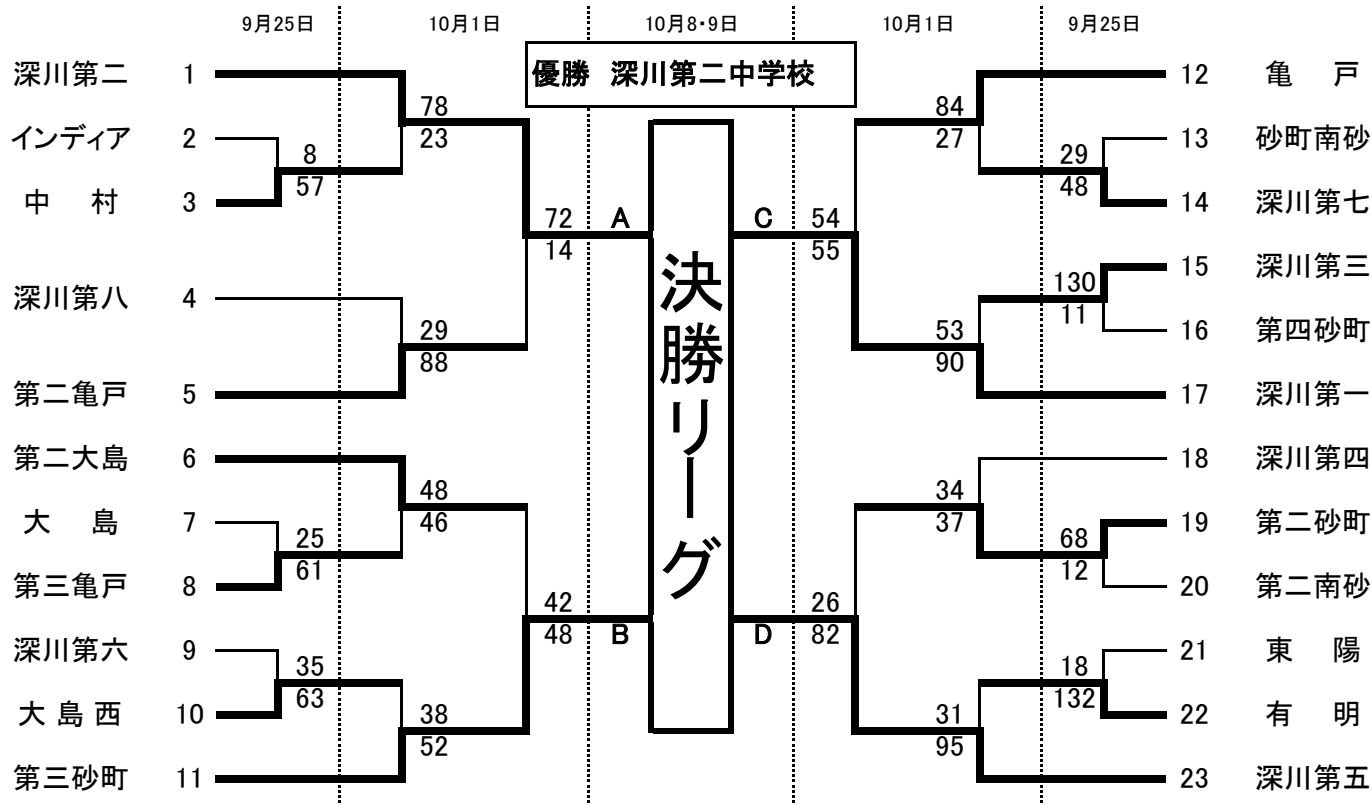 9月25日 10月1日 10月8・9日 10月1日 9月25日
優勝 深川第二中学校
深川第二 1
インディア 2
中 村 3
深川第八 4
第二亀戸 5
第二大島 6
大 島 7
第三亀戸 8
深川第六 9
大 島 西 10
第三砂町 11
8
57
25
61
35
63
78
23
29
88
48
46
38
52
72
14
42
48
A
B
決勝リーグ
C
D
54
55
26
82
84
27
53
90
34
37
31
95
29
48
130
11
68
12
18
132
12 亀 戸
13 砂町南砂
14 深川第七
15 深川第三
16 第四砂町
17 深川第一
18 深川第四
19 第二砂町
20 第二南砂
21 東 陽
22 有 明
23 深川第五